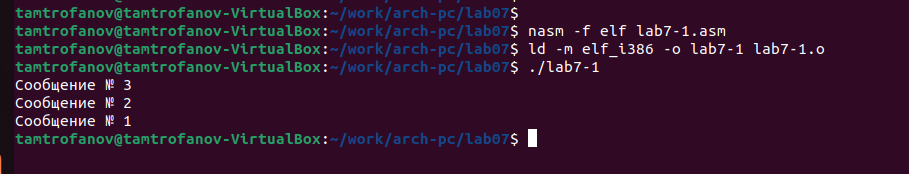 tamtrofanov@tamtrofanov-VirtualBox:~/work/arch-pc/lab07$
tamtrofanov@tamtrofanov-VirtualBox:~/work/arch-pc/lab07$ nasm -f elf lab7-1.asm
tamtrofanov@tamtrofanov-VirtualBox:~/work/arch-pc/lab07$ ld -m elf_i386 -o lab7-1 lab7-1.o
tamtrofanov@tamtrofanov-VirtualBox:~/work/arch-pc/lab07$ ./lab7-1
Сообщение № 3
Сообщение № 2
Сообщение № 1
tamtrofanov@tamtrofanov-VirtualBox:~/work/arch-pc/lab07$